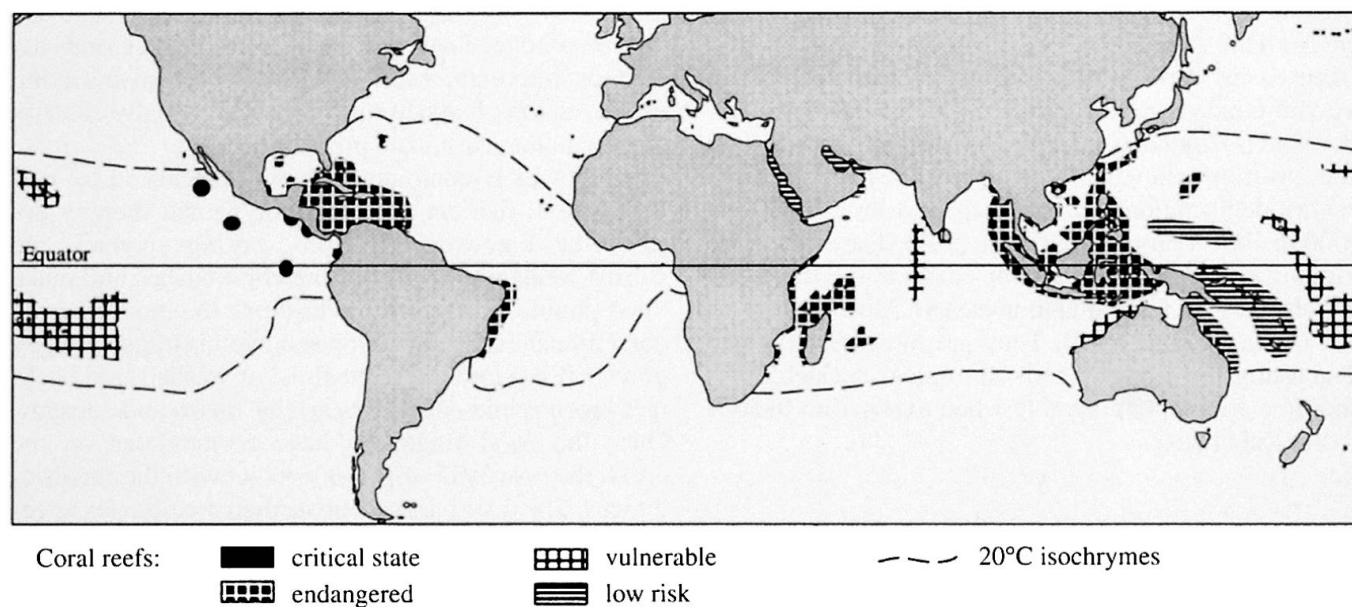 Equator
Coral reefs:
critical state
vulnerable
20°C isochrymes
endangered
low risk